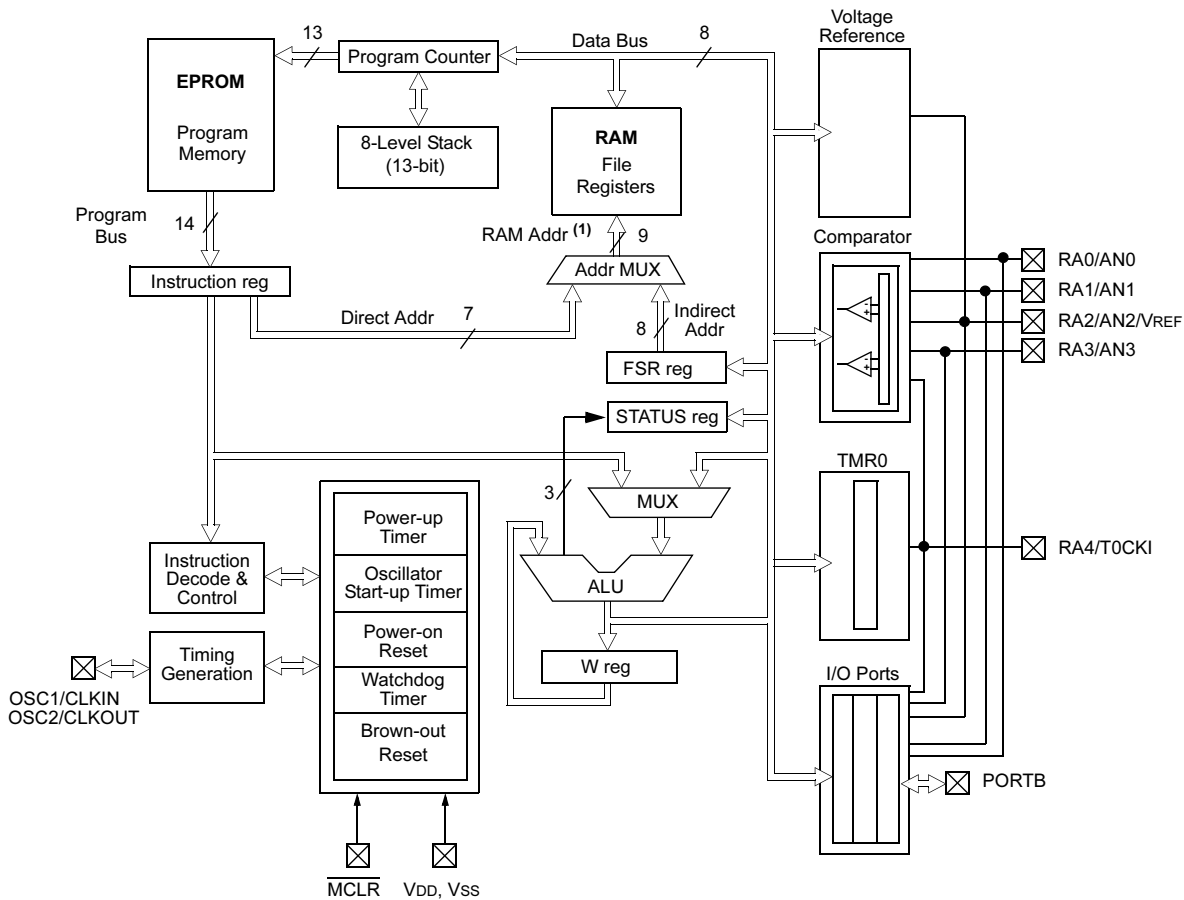 Voltage
Reference
13
Data Bus
8
Program Counter
EPROM
Program
Memory
8-Level Stack
(13-bit)
RAM
File
Registers
Program
Bus
14
RAM Addr (1)
9
Comparator
Addr MUX
Instruction reg
RA0/AN0
RA1/AN1
RA2/AN2/VREF
RA3/AN3
Direct Addr
7
8
Indirect
Addr
- +
- +
FSR reg
STATUS reg
TMR0
3
MUX
Power-up
Timer
Instruction
Decode &
Control
Oscillator
Start-up Timer
ALU
RA4/T0CKI
Power-on
Reset
Timing
Generation
W reg
Watchdog
Timer
I/O Ports
OSC1/CLKIN
OSC2/CLKOUT
Brown-out
Reset
PORTB
MCLR
VDD, VSS